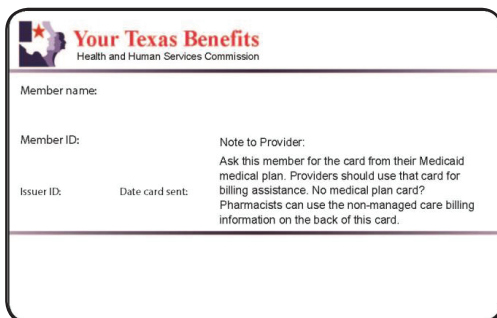 Your Texas Benefits
Health and Human Services Commission
Member name:
Member ID:
Note to Provider:
Ask this member for the card from their Medicaid
medical plan. Providers should use that card for
billing assistance. No medical plan card?
Pharmacists can use the non-managed care billing
information on the back of this card.
Issuer ID:
Date card sent: